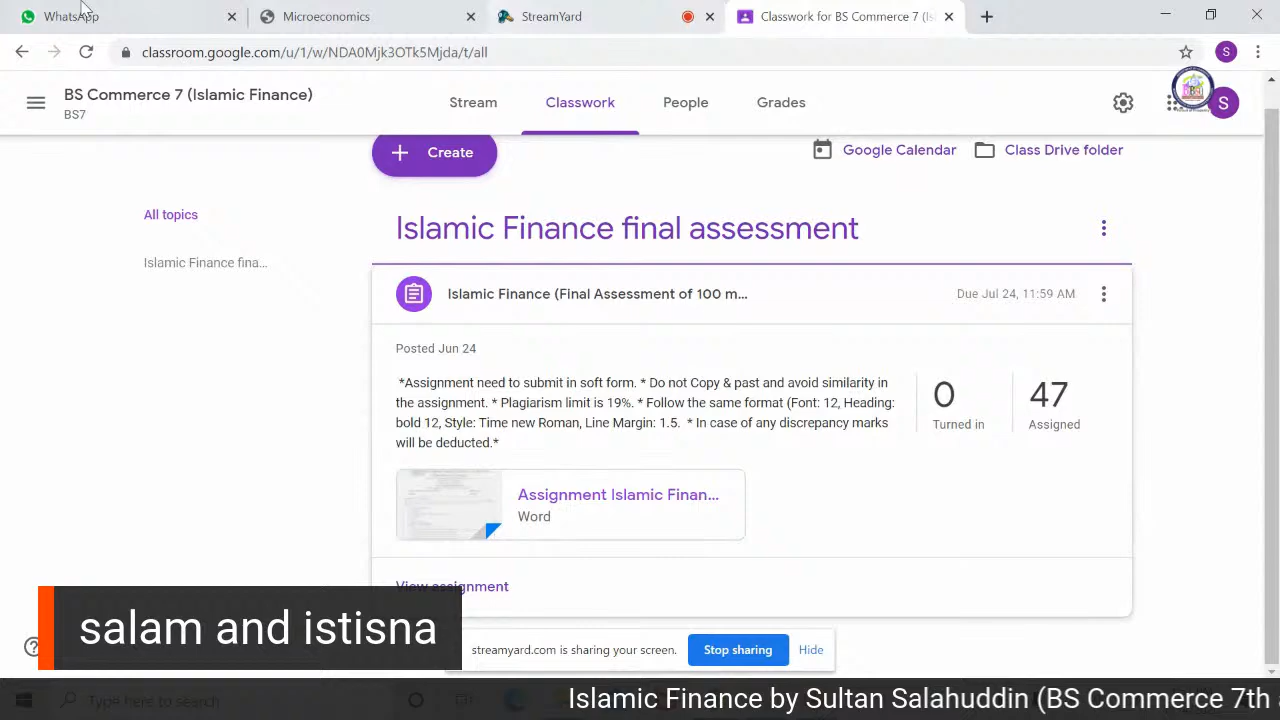 WhatsApp
Microeconomics
StreamYard
Classwork for BS Commerce 7 (Is
classroom.google.com/u/1/w/NDA0Mjk3OTk5Mjda/t/all
S
BS Commerce 7 (Islamic Finance)
BS7
Stream
Classwork
People
Grades
S
Create
Google Calendar
Class Drive folder
All topics
Islamic Finance fina...
Islamic Finance final assessment
Islamic Finance (Final Assessment of 100 m...
Due Jul 24, 11:59 AM
Posted Jun 24
*Assignment need to submit in soft form. * Do not Copy & past and avoid similarity in
the assignment. * Plagiarism limit is 19%. * Follow the same format (Font: 12, Heading:
bold 12, Style: Time new Roman, Line Margin: 1.5. * In case of any discrepancy marks
will be deducted.*
0
Turned in
47
Assigned
Assignment Islamic Finan...
Word
View assignment
salam and istisna
streamyard.com is sharing your screen.
Stop sharing
Hide
Type here to search
Islamic Finance by Sultan Salahuddin (BS Commerce 7th